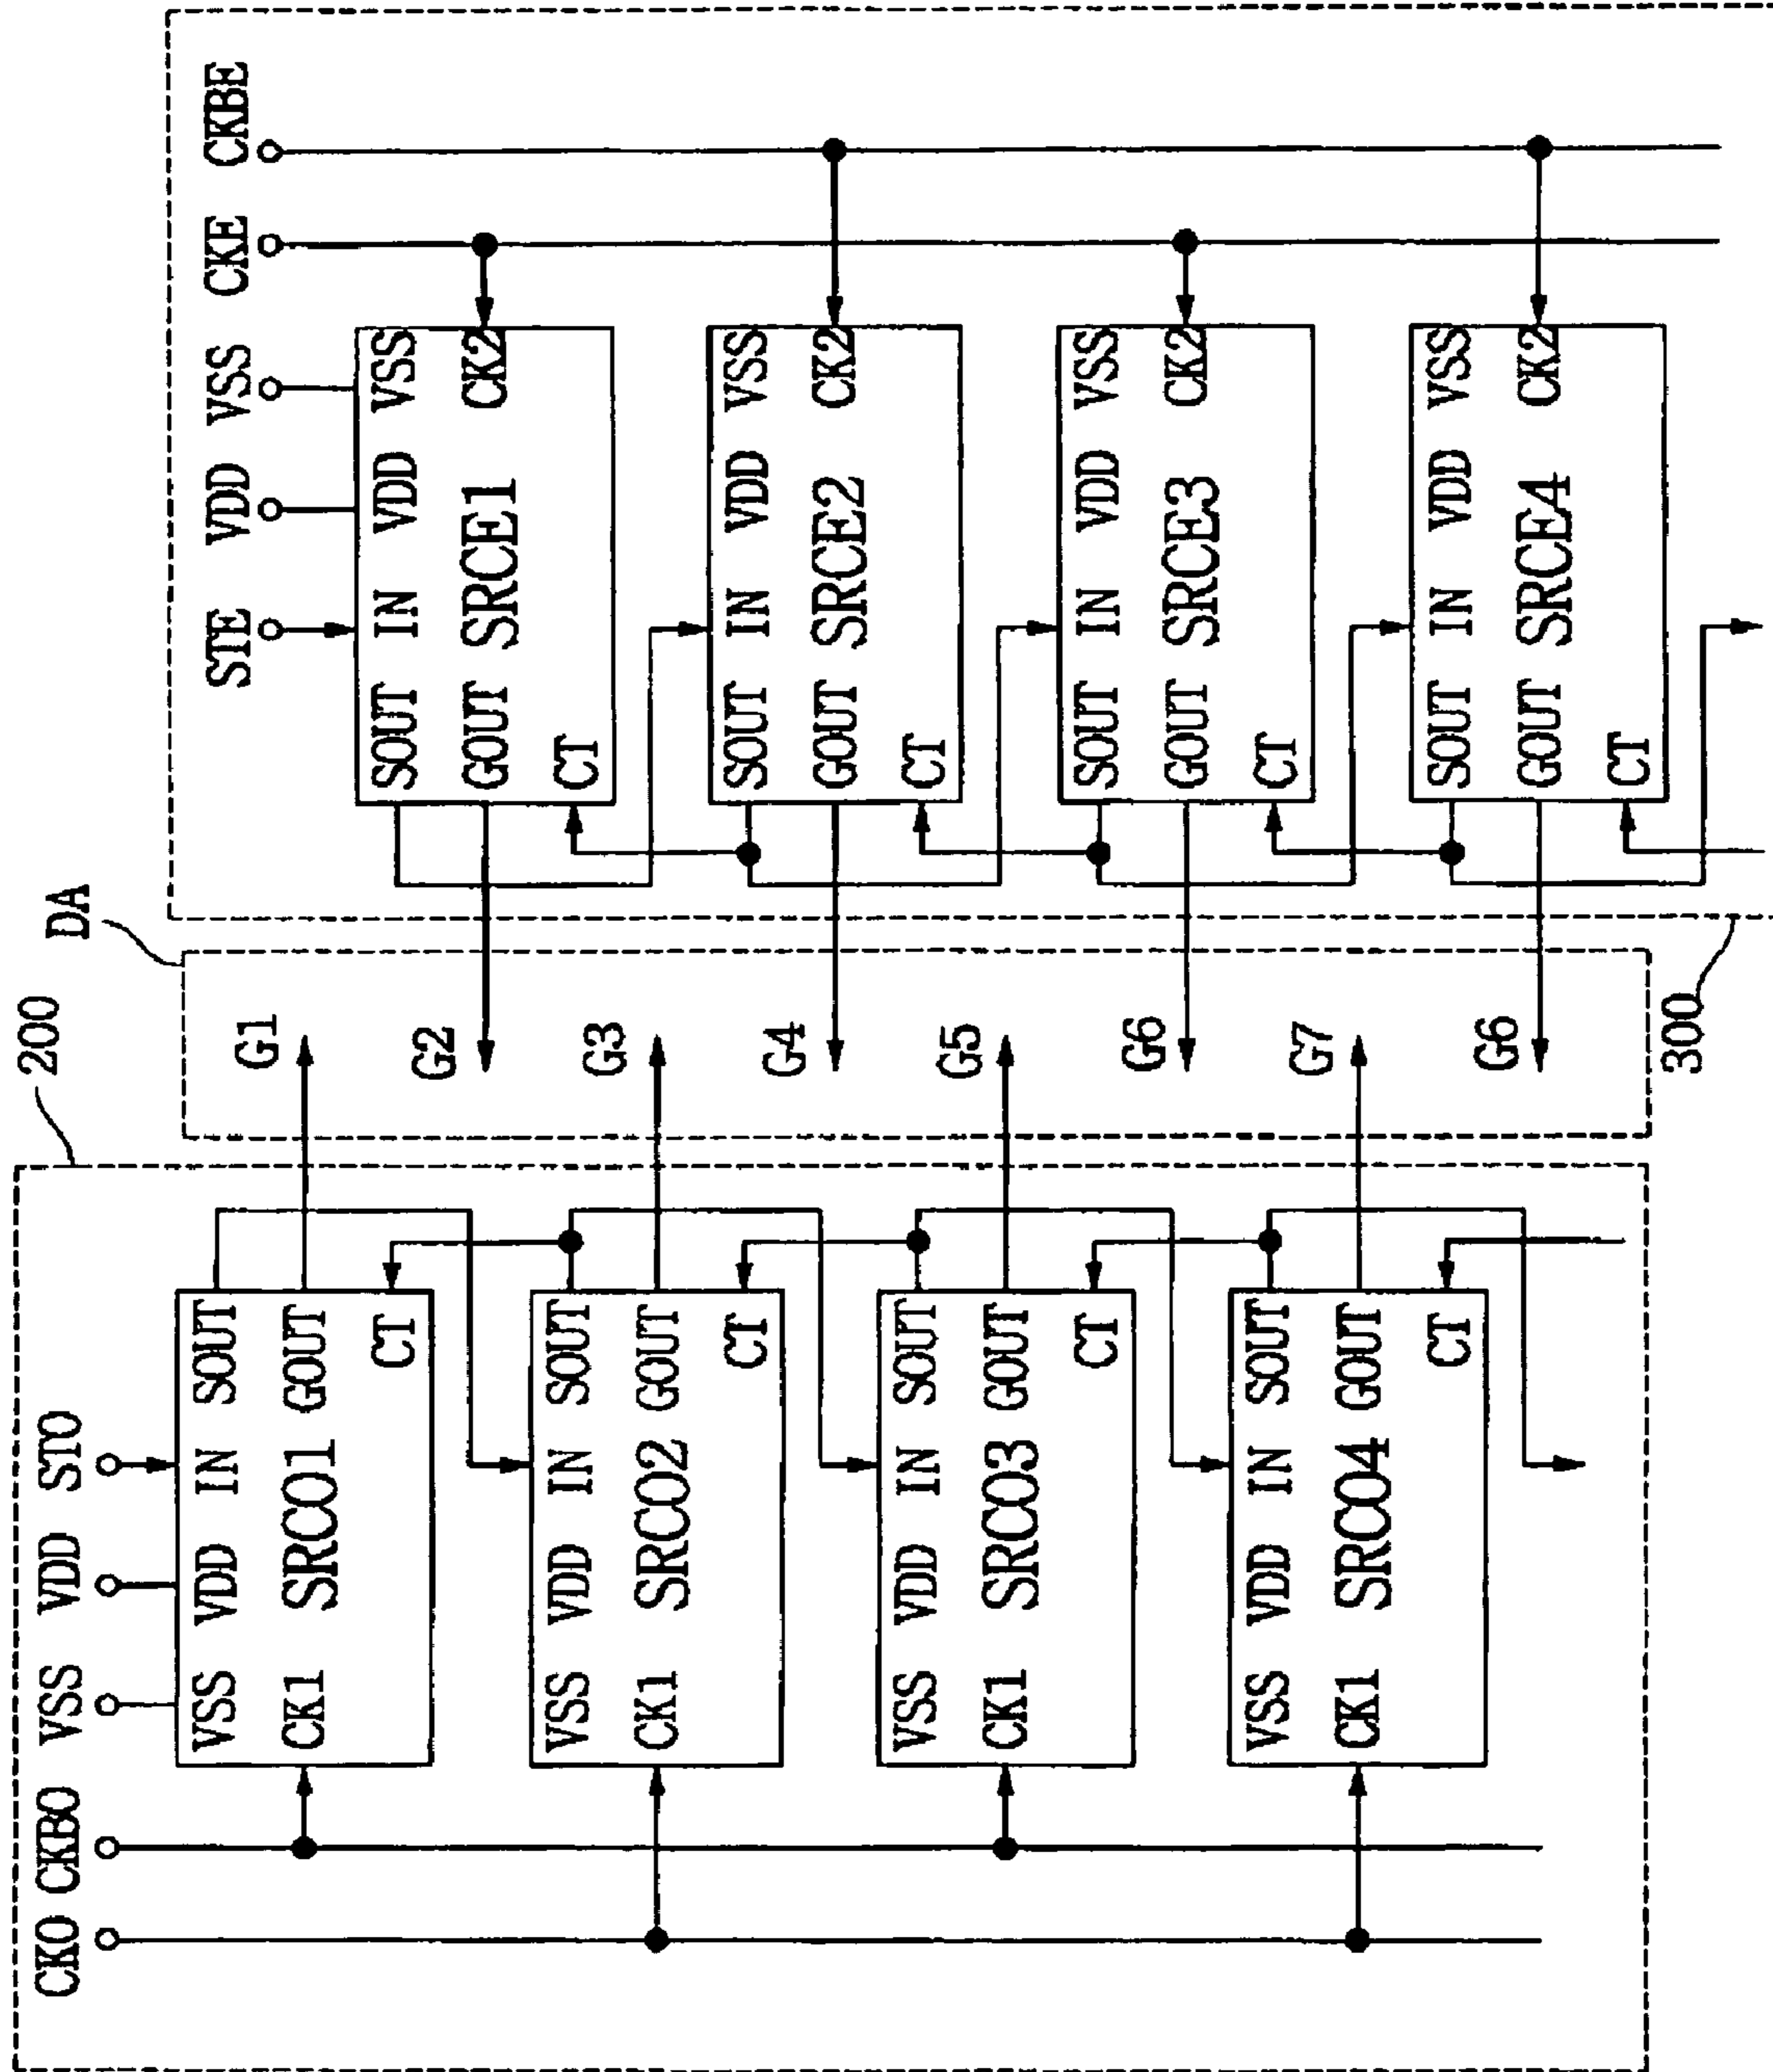 200
DA
CKO CKBO VSS VDD STO
VSS VDD IN SOUT
CK1 SRCO1 GOUT
CT
VSS VDD IN SOUT
CK1 SRCO2 GOUT
CT
VSS VDD IN SOUT
CK1 SRCO3 GOUT
CT
VSS VDD IN SOUT
CK1 SRCO4 GOUT
CT
G1
G2
G3
G4
G5
G6
G7
G6
STE VDD VSS CKE CKBE
SOUT IN VDD VSS
GOUT SRCE1 CK2
CT
SOUT IN VDD VSS
GOUT SRCE2 CK2
CT
SOUT IN VDD VSS
GOUT SRCE3 CK2
CT
SOUT IN VDD VSS
GOUT SRCE4 CK2
CT
300